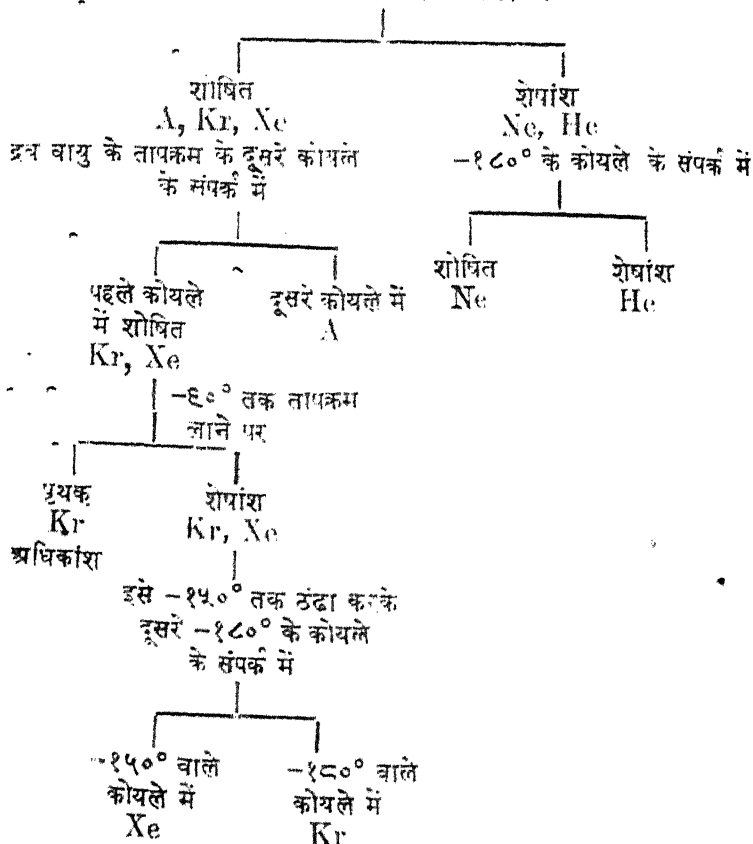 शोषित
A, Kr, Xe
द्रव वायु के तापक्रम के दूसरे कोयले
के संपर्क में
शेषांश
Ne, He
-१८०° के कोयले के संपर्क में
पहले कोयले
में शोषित
Kr, Xe
दूसरे कोयले में
A
शोषित
Ne
शेषांश
He
-९०° तक तापक्रम
लाने पर
पृथक्
Kr
अधिकांश
शेषांश
Kr, Xe
इसे -१५०° तक ठंढा करके
दूसरे -१८०° के कोयले
के संपर्क में
-१५०° वाले
कोयले में
Xe
-१८०° वाले
कोयले में
Kr